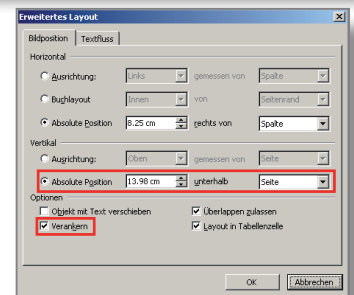 Erweitertes Layout
Bildposition Textfluss
Horizontal
Ausrichtung: Links gemessen von Spalte
Buchlayout Innen von Seitenrand
Absolute Position 8.25 cm rechts von Spalte
Vertikal
Ausrichtung: Oben gemessen von Seite
Absolute Position 13.98 cm unterhalb Seite
Optionen
Objekt mit Text verschieben Überlappen zulassen
Verankern Layout in Tabellenzelle
OK Abbrechen